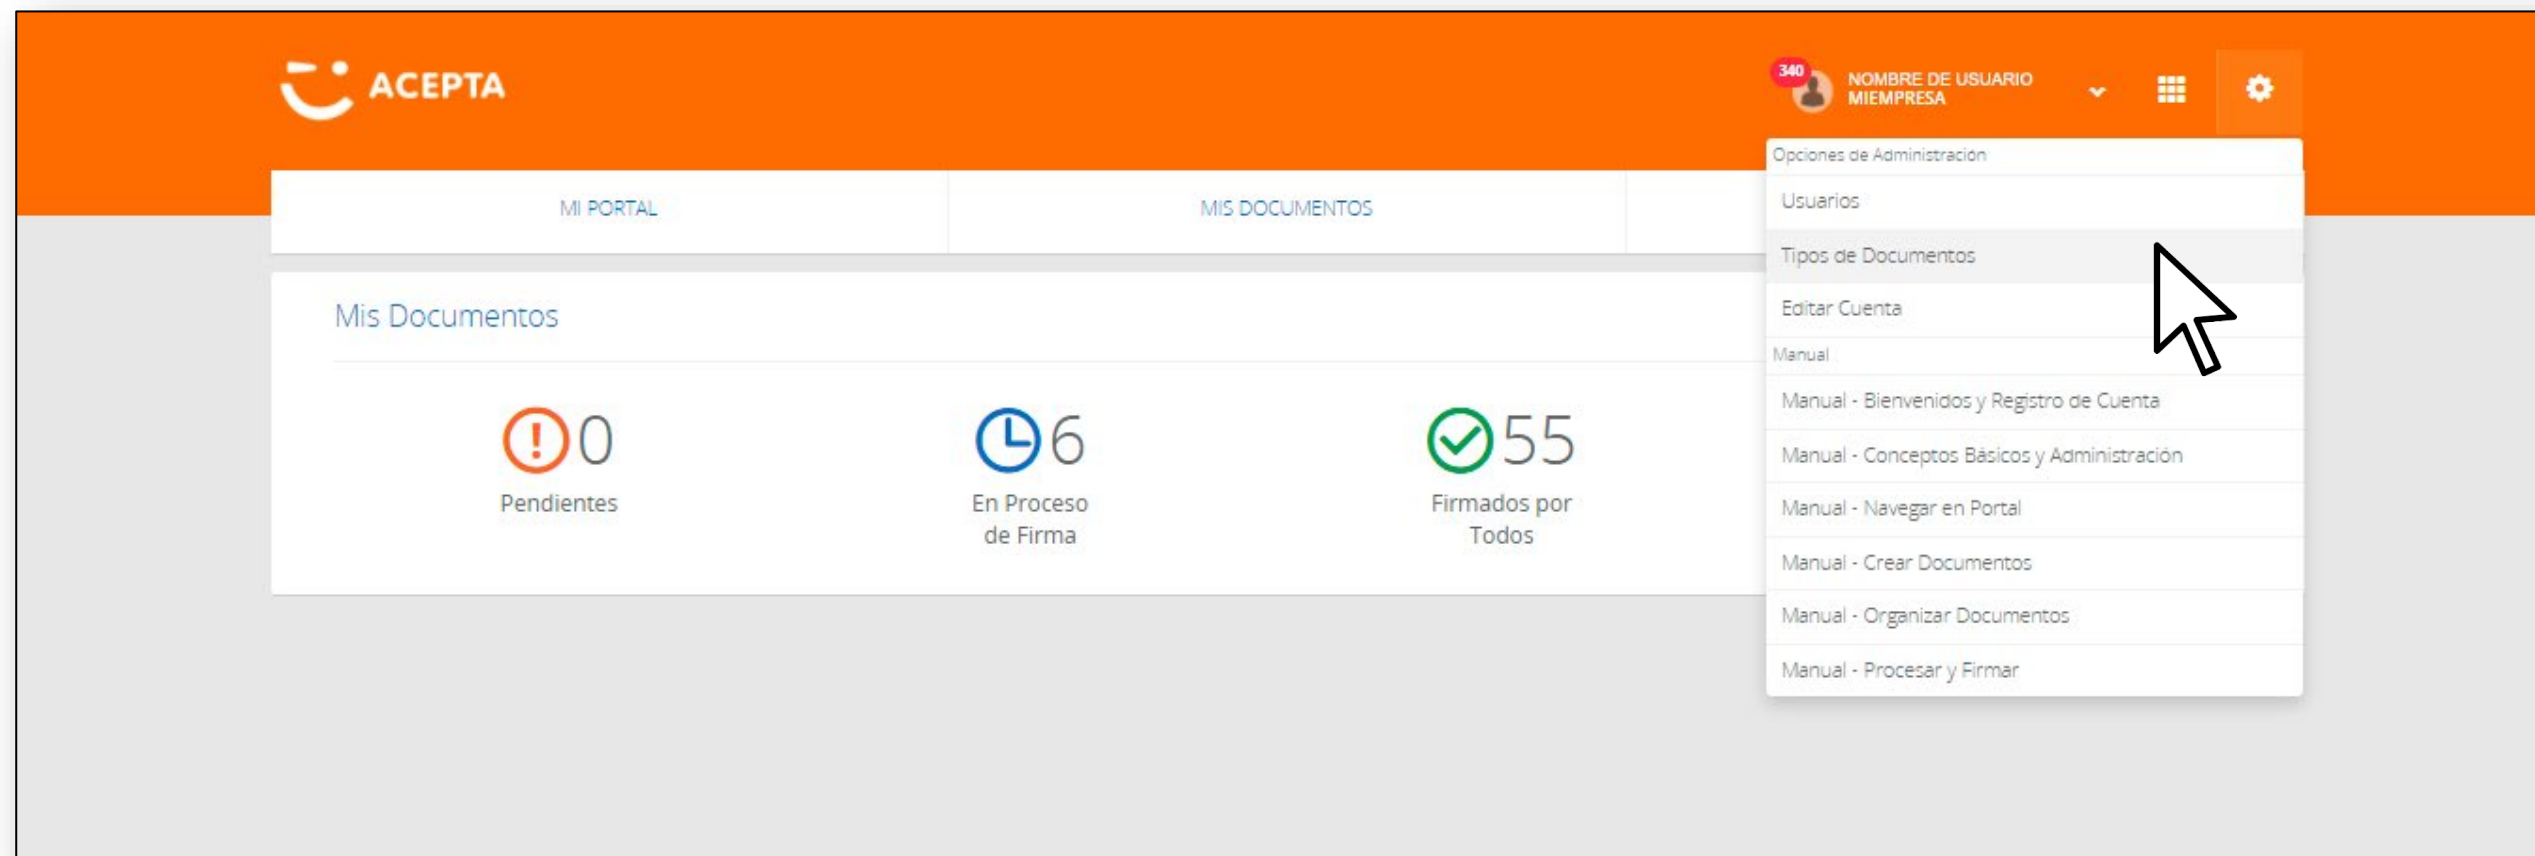 ACEPTA
340
NOMBRE DE USUARIO
MIEMPRESA
MI PORTAL
MIS DOCUMENTOS
Opciones de Administración
Usuarios
Tipos de Documentos
Editar Cuenta
Manual
Manual - Bienvenidos y Registro de Cuenta
Manual - Conceptos Básicos y Administración
Manual - Navegar en Portal
Manual - Crear Documentos
Manual - Organizar Documentos
Manual - Procesar y Firmar
Mis Documentos
0
Pendientes
6
En Proceso
de Firma
55
Firmados por
Todos